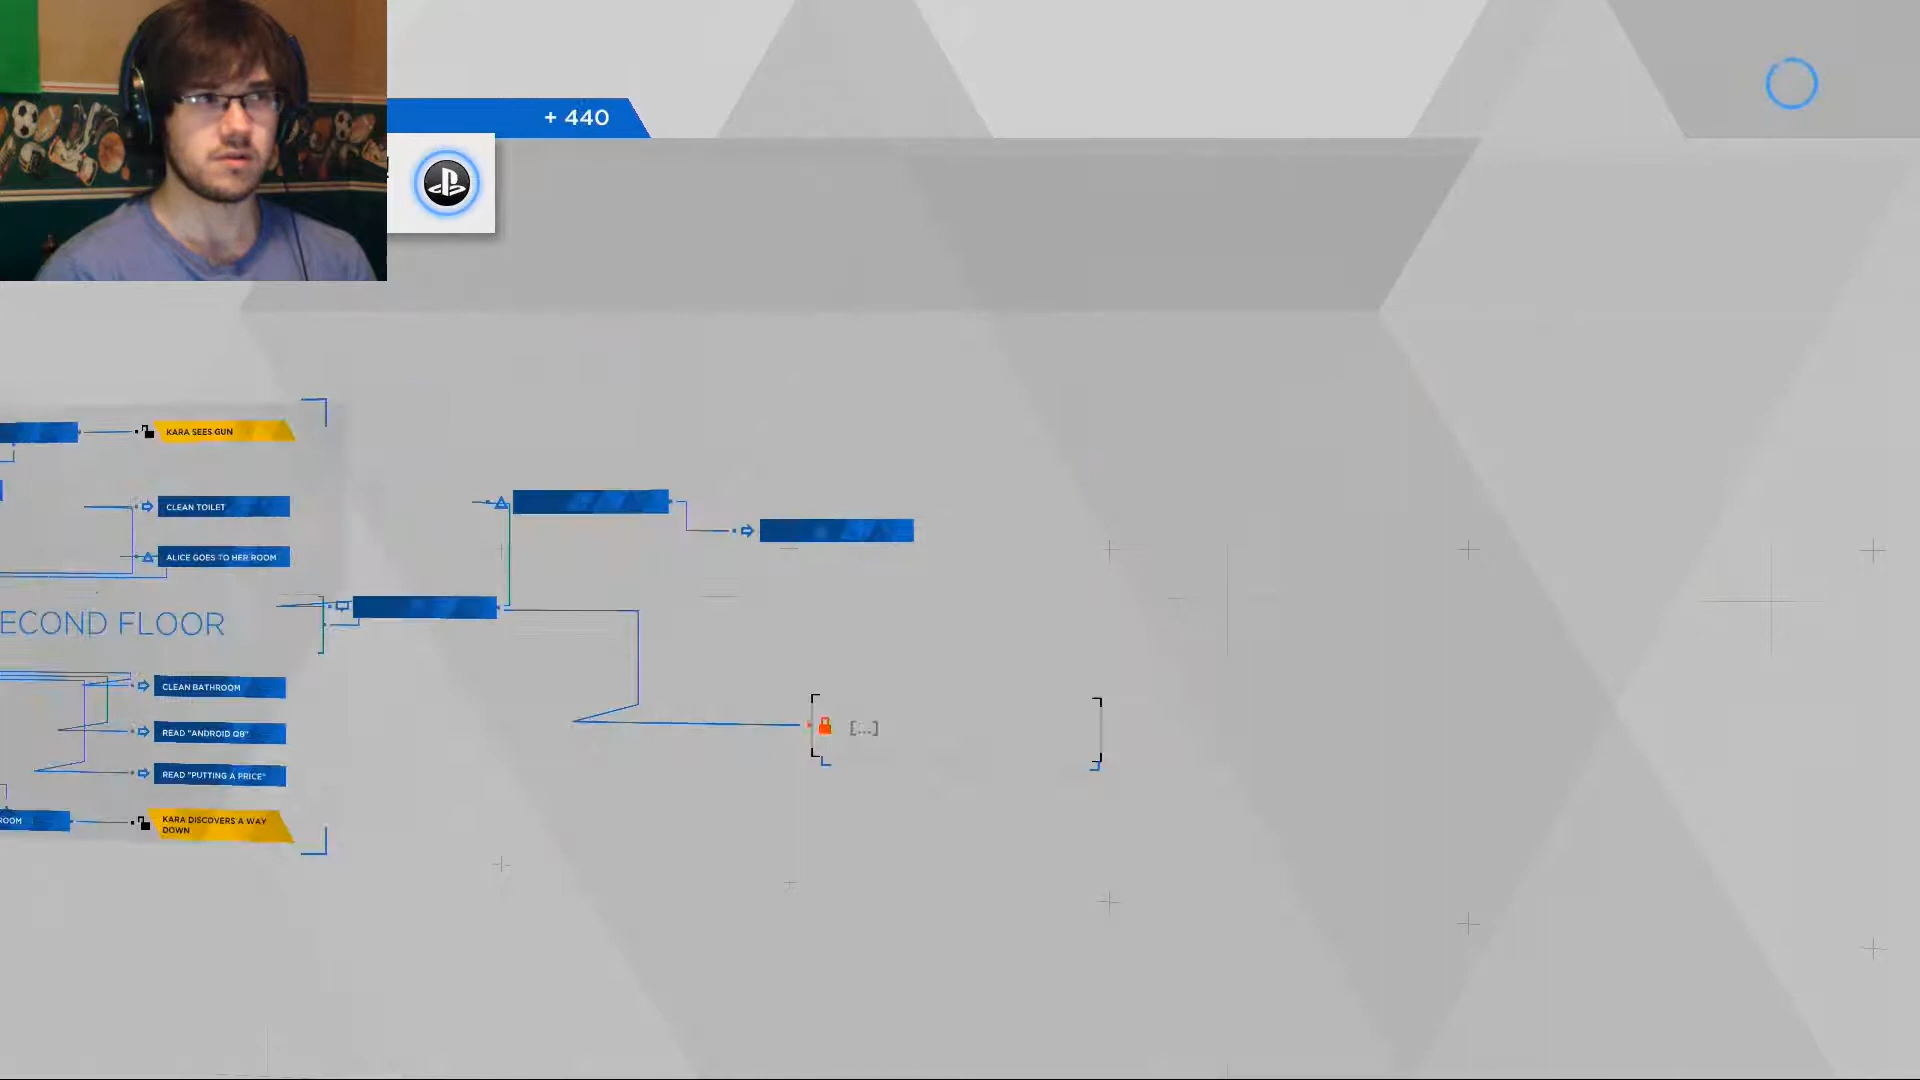 + 440
KARA SEES GUN
CLEAN TOILET
ALICE GOES TO HER ROOM
ECOND FLOOR
CLEAN BATHROOM
READ "ANDROID QB"
READ "PUTTING A PRICE"
ROOM
KARA DISCOVERS A WAY
DOWN
[...]